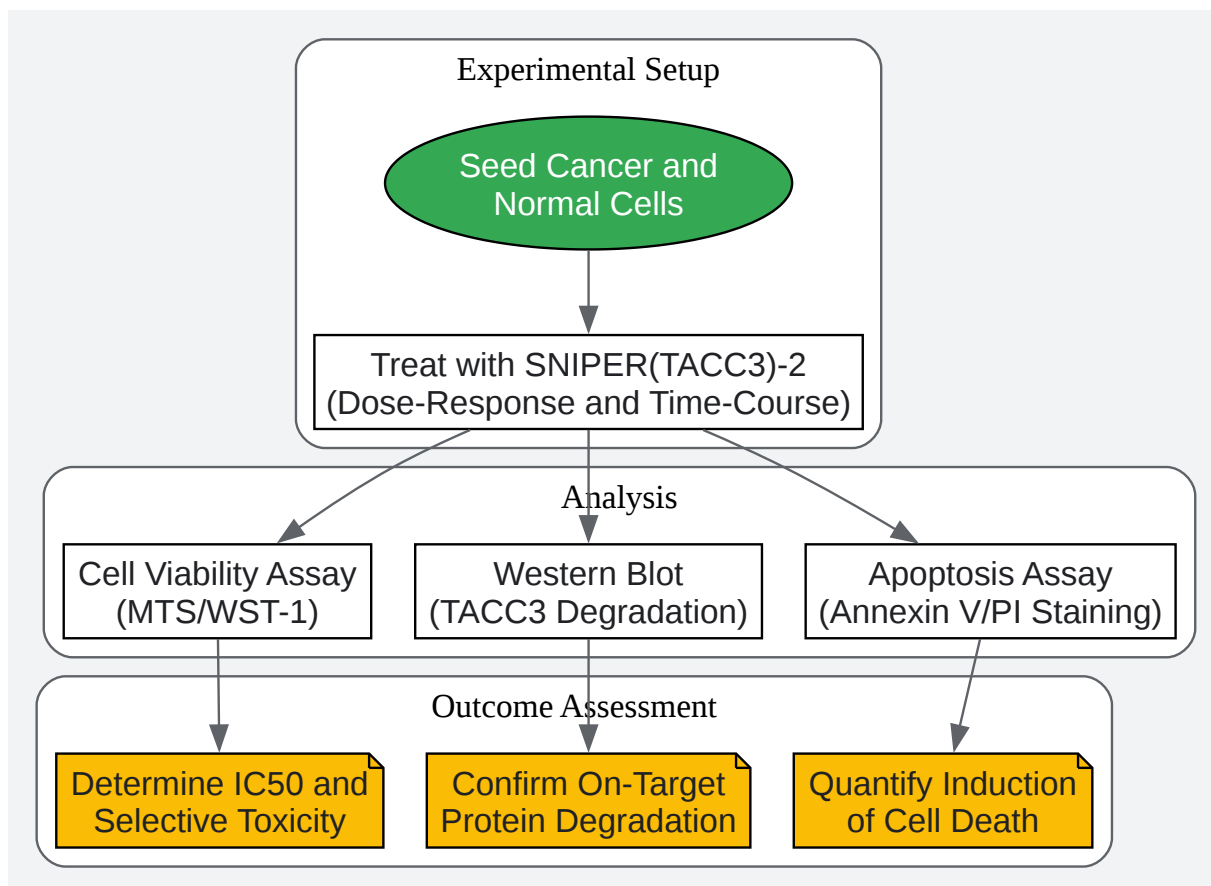 Experimental Setup
Seed Cancer and
Normal Cells
Treat with SNIPER(TACC3)-2
(Dose-Response and Time-Course)
Analysis
Cell Viability Assay
(MTS/WST-1)
Western Blot
(TACC3 Degradation)
Apoptosis Assay
(Annexin V/PI Staining)
Outcome Assessment
Determine IC50 and
Selective Toxicity
Confirm On-Target
Protein Degradation
Quantify Induction
of Cell Death